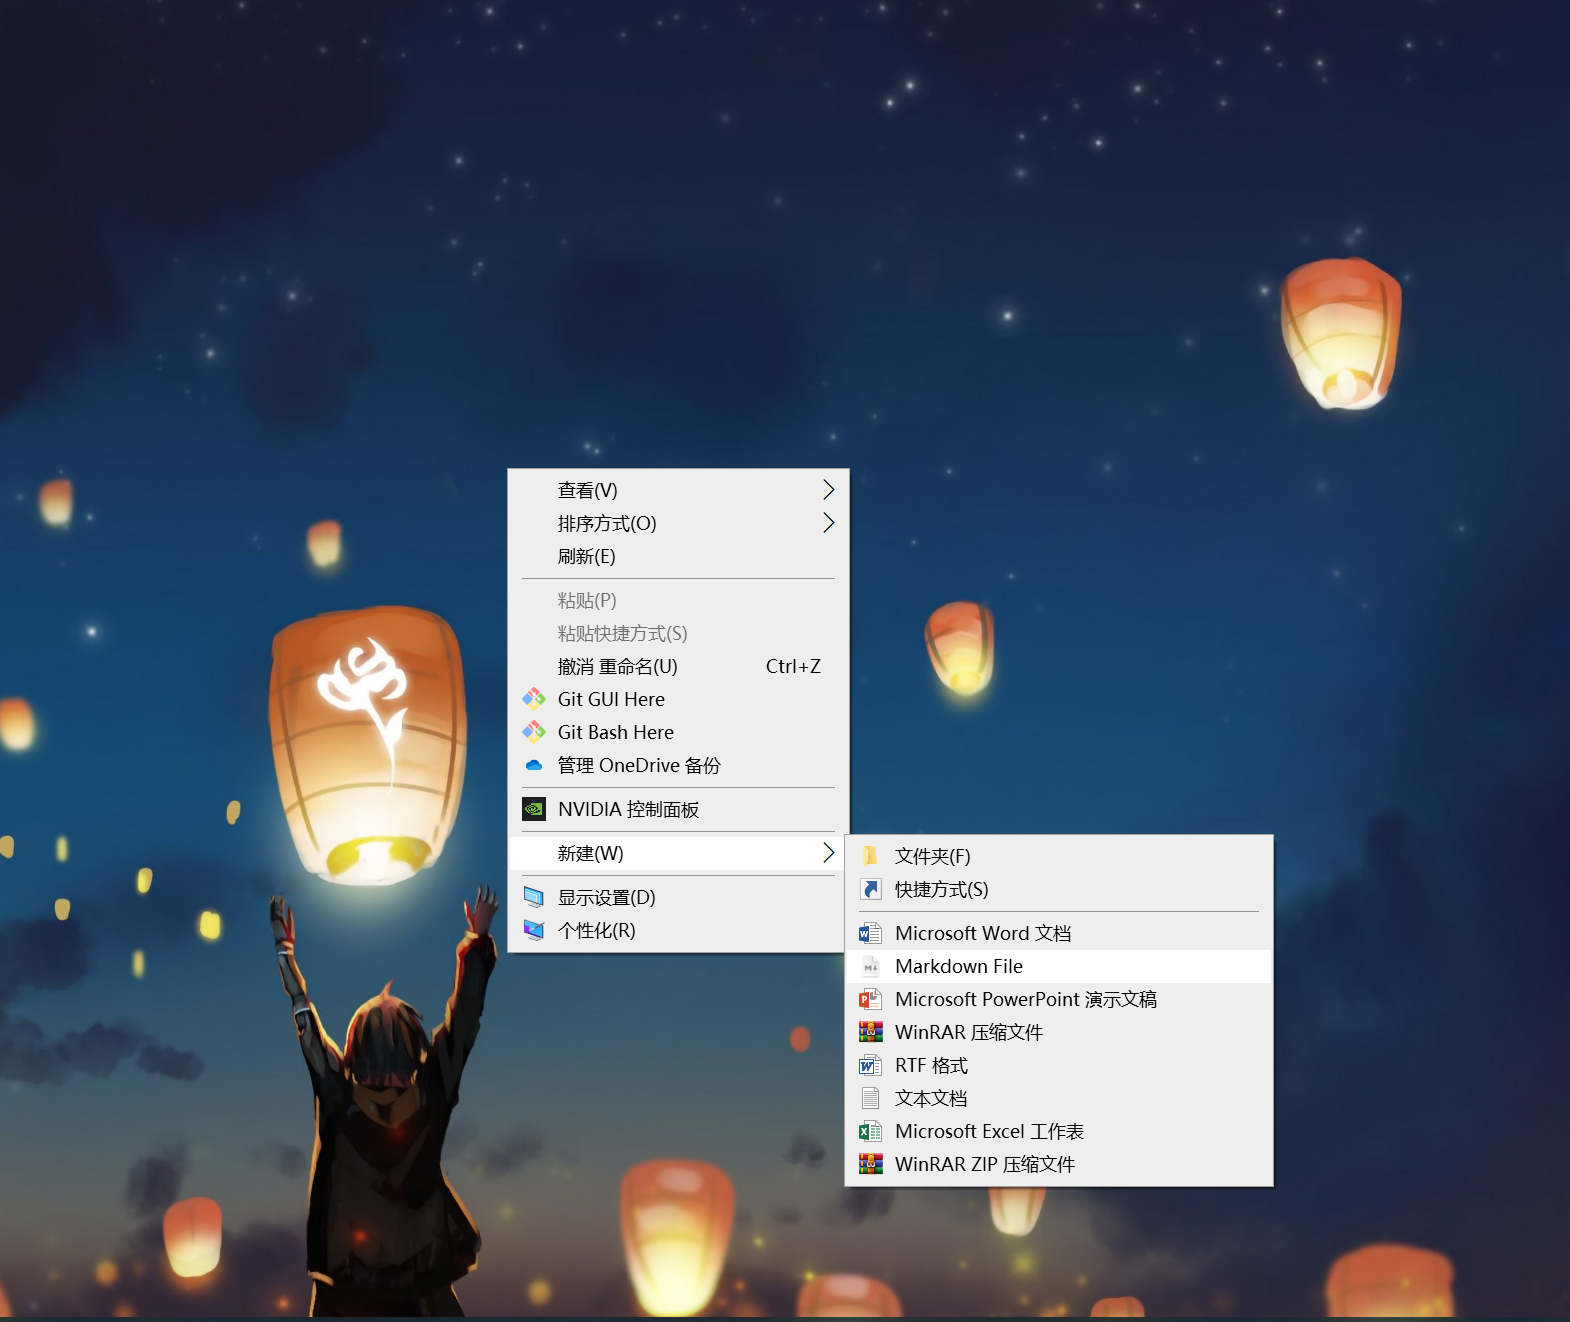 查看(V)
排序方式(O)
刷新(E)
粘贴(P)
粘贴快捷方式(S)
撤消 重命名(U) Ctrl+Z
Git GUI Here
Git Bash Here
管理 OneDrive 备份
NVIDIA 控制面板
新建(W)
显示设置(D)
个性化(R)
文件夹(F)
快捷方式(S)
Microsoft Word 文档
Markdown File
Microsoft PowerPoint 演示文稿
WinRAR 压缩文件
RTF 格式
文本文档
Microsoft Excel 工作表
WinRAR ZIP 压缩文件